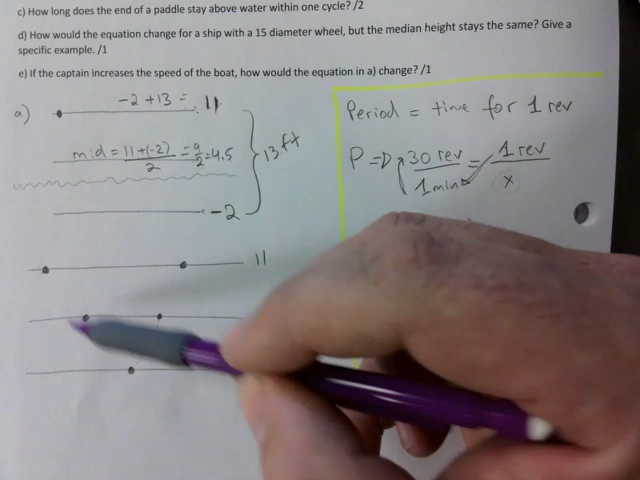 c) How long does the end of a paddle stay above water within one cycle? /2
d) How would the equation change for a ship with a 15 diameter wheel, but the median height stays the same? Give a
specific example. /1
e) If the captain increases the speed of the boat, how would the equation in a) change? /1
a)
-2 +13 = 11
mid = 11+(-2)/2 = 9/2 = 4.5
13 ft
-2
11
Period = time for 1 rev
P => 30 rev/1 min = 1 rev/x